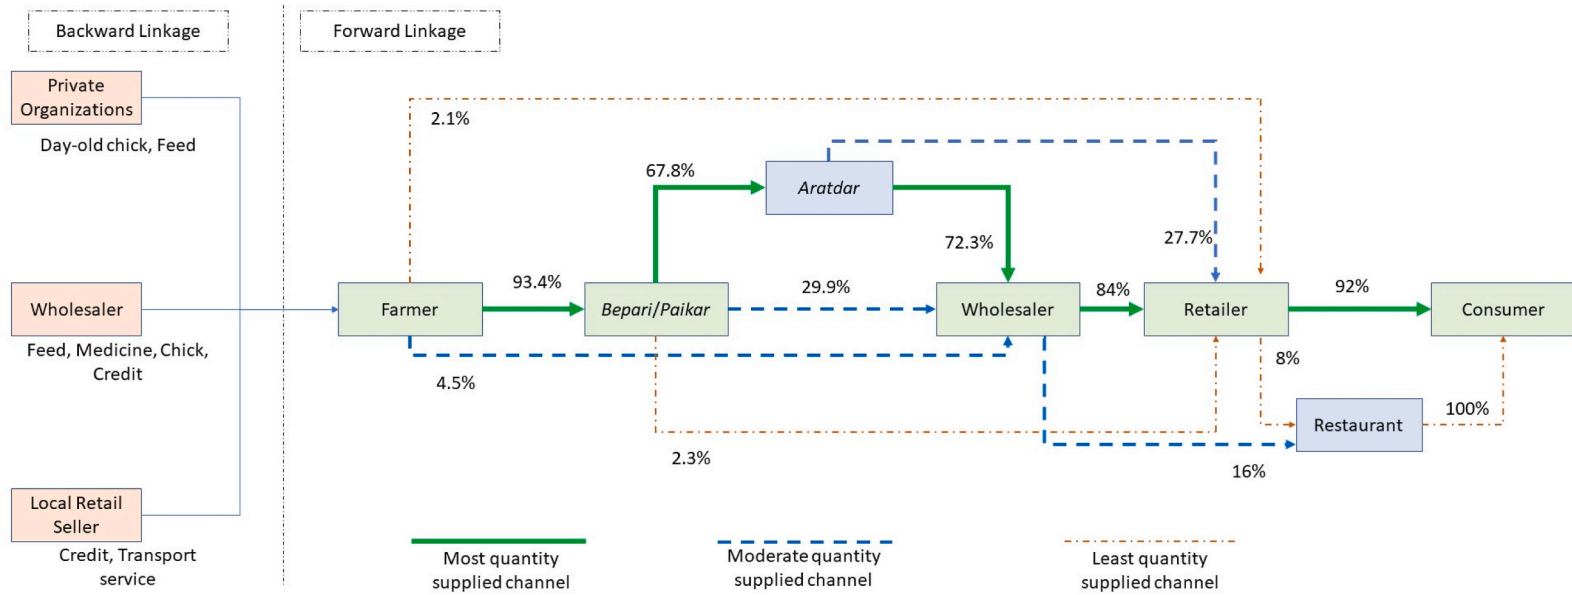 Backward Linkage
Forward Linkage
Private
Organizations
Day-old chick, Feed
Wholesaler
Feed, Medicine, Chick,
Credit
Local Retail
Seller
Credit, Transport
service
2.1%
67.8%
Aratdar
72.3%
27.7%
Farmer
93.4%
Bepari/Paikar
29.9%
Wholesaler
84%
Retailer
92%
Consumer
4.5%
8%
2.3%
16%
Restaurant
100%
Most quantity
supplied channel
Moderate quantity
supplied channel
Least quantity
supplied channel